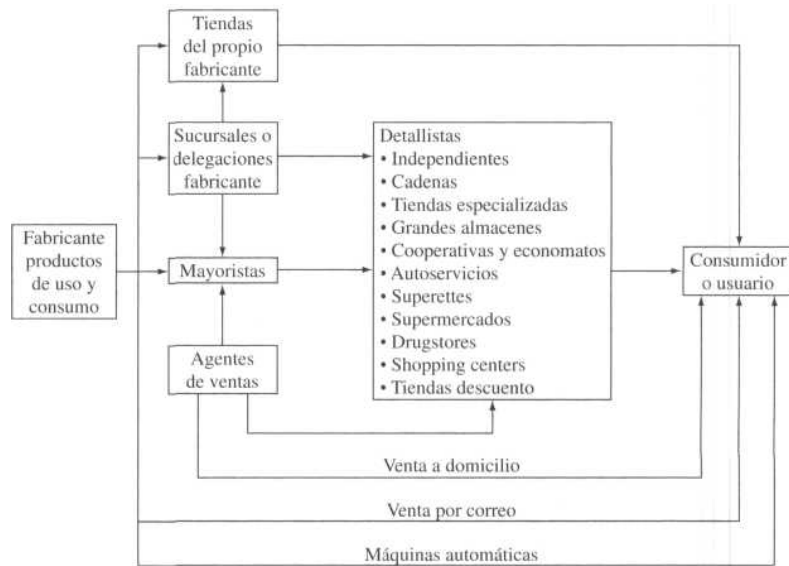 Tiendas
del propio
fabricante
Sucursales o
delegaciones
fabricante
Fabricante
productos
de uso y
consumo
Mayoristas
Agentes
de ventas
Detallistas
• Independientes
• Cadenas
• Tiendas especializadas
• Grandes almacenes
• Cooperativas y economatos
• Autoservicios
• Superettes
• Supermercados
• Drugstores
• Shopping centers
• Tiendas descuento
Consumidor
o usuario
Venta a domicilio
Venta por correo
Máquinas automáticas